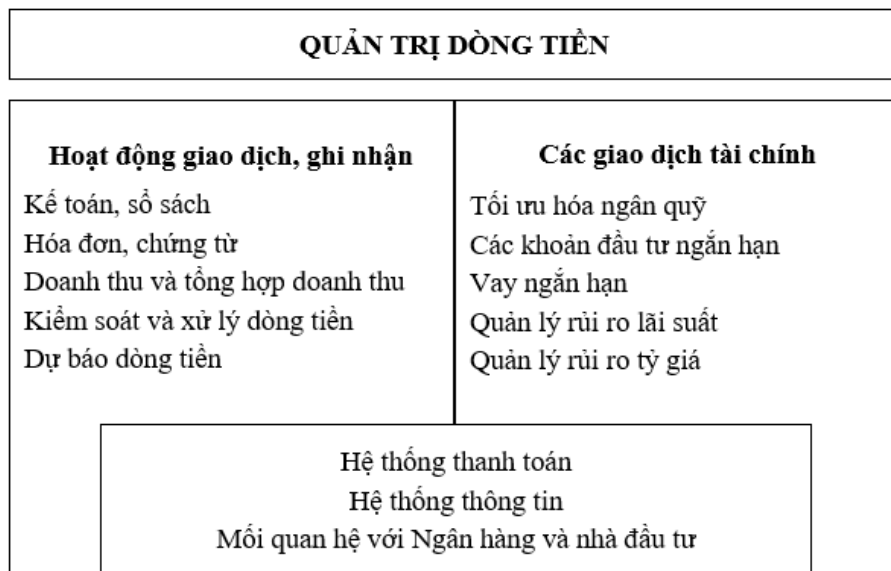 QUẢN TRỊ DÒNG TIỀN
Hoạt động giao dịch, ghi nhận
Kế toán, sổ sách
Hóa đơn, chứng từ
Doanh thu và tổng hợp doanh thu
Kiểm soát và xử lý dòng tiền
Dự báo dòng tiền
Các giao dịch tài chính
Tối ưu hóa ngân quỹ
Các khoản đầu tư ngắn hạn
Vay ngắn hạn
Quản lý rủi ro lãi suất
Quản lý rủi ro tỷ giá
Hệ thống thanh toán
Hệ thống thông tin
Mối quan hệ với Ngân hàng và nhà đầu tư